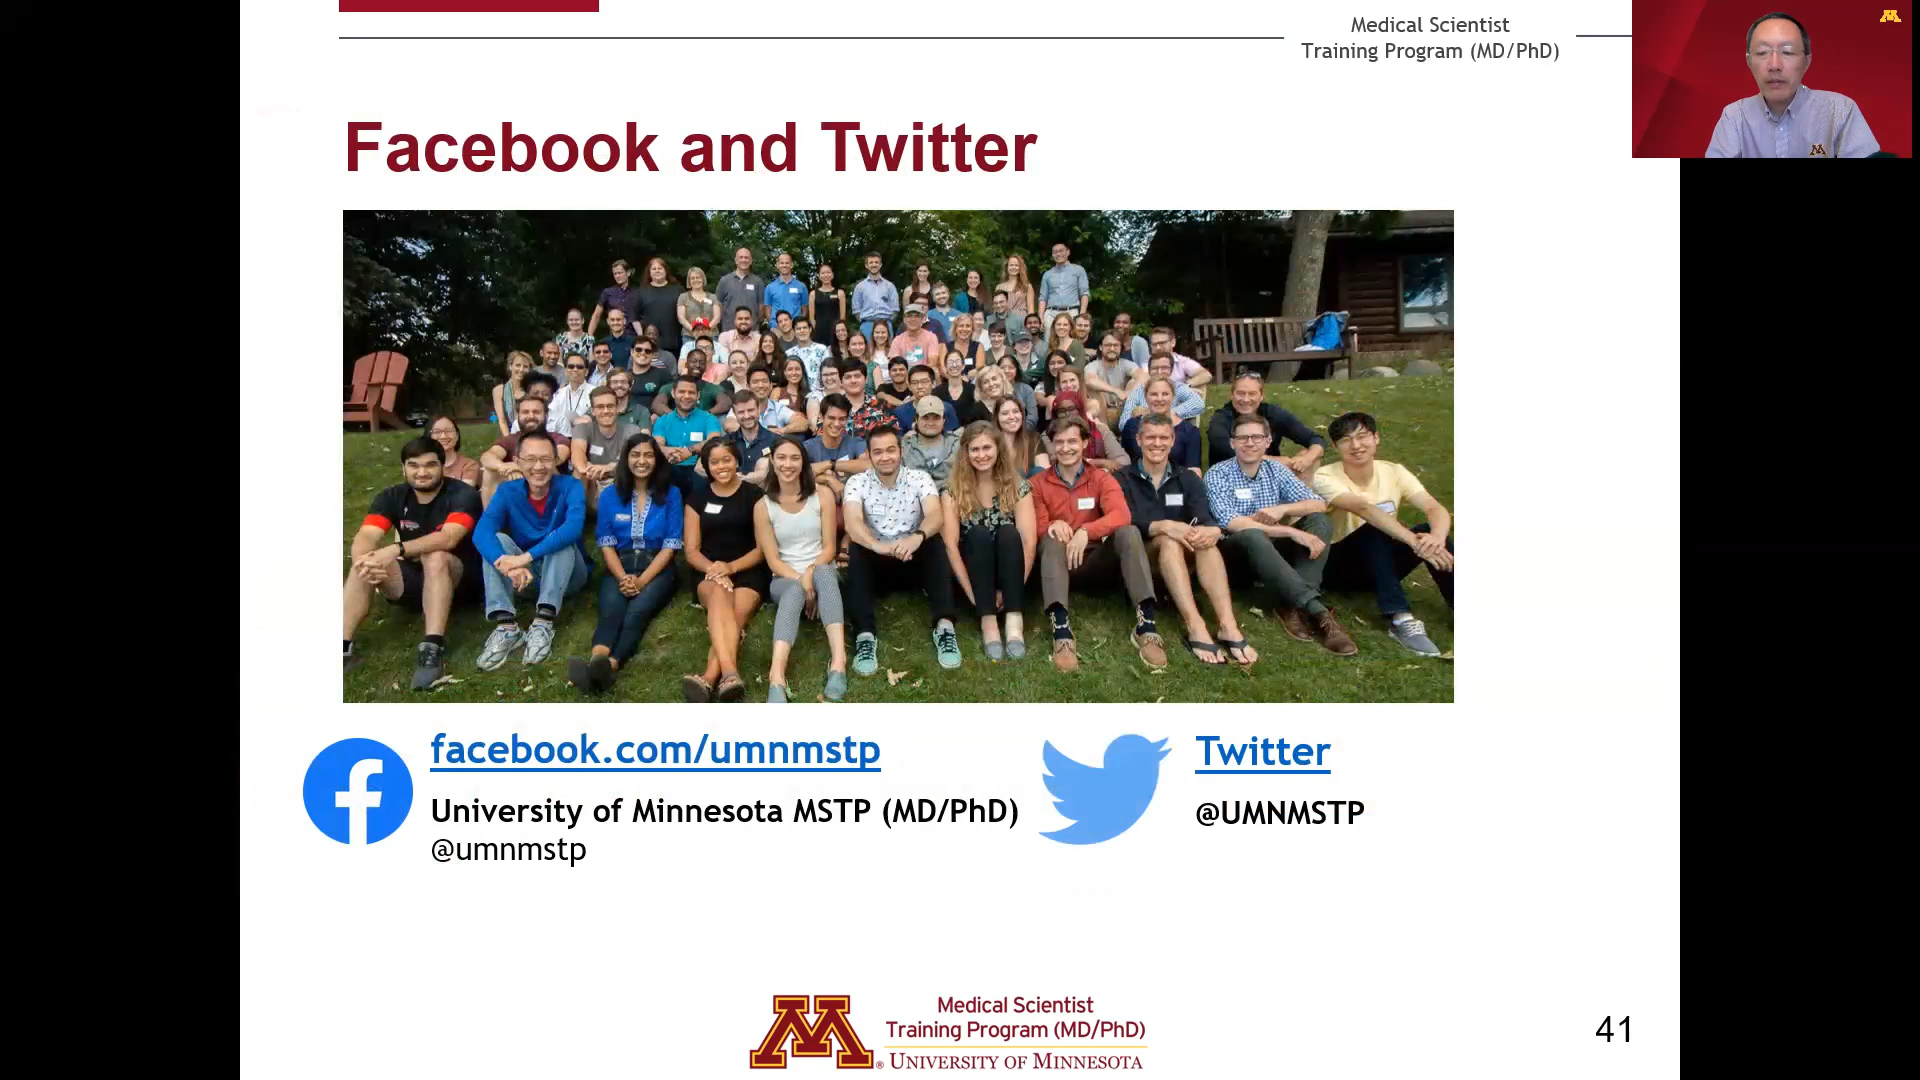 Medical Scientist
Training Program (MD/PhD)
Facebook and Twitter
facebook.com/umnmstp
University of Minnesota MSTP (MD/PhD)
@umnmstp
Twitter
@UMNMSTP
Medical Scientist
Training Program (MD/PhD)
UNIVERSITY OF MINNESOTA
41